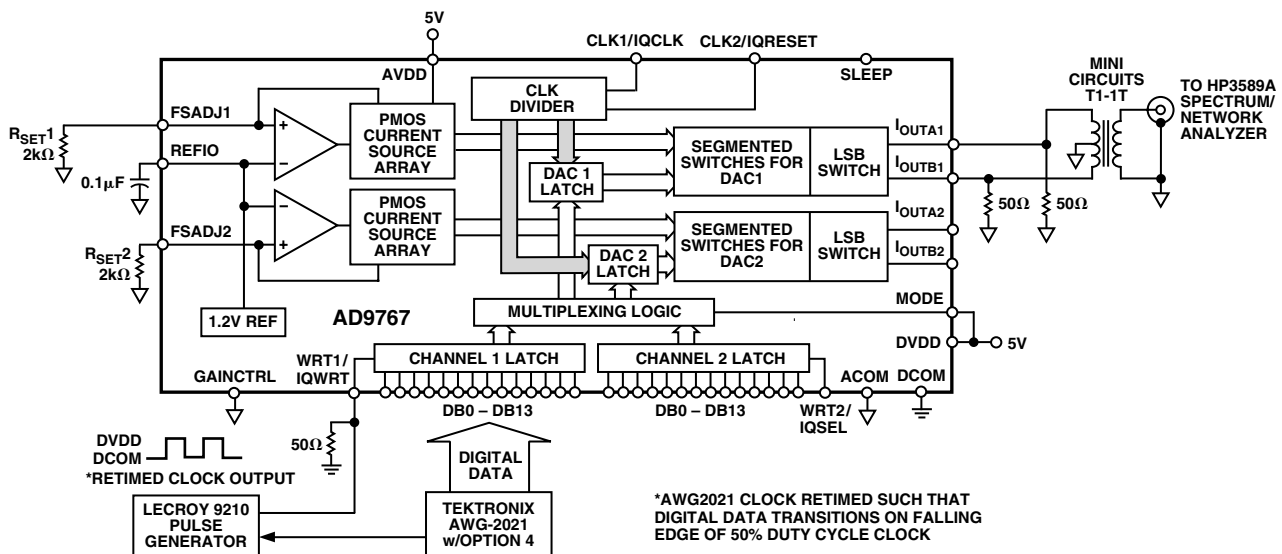 5V
CLK1/IQCLK
CLK2/IQRESET
AVDD
SLEEP
MINI
CIRCUITS
T1-1T
TO HP3589A
SPECTRUM/
NETWORK
ANALYZER
CLK
DIVIDER
FSADJ1
RSET1
2kΩ
REFIO
0.1µF
+
−
PMOS
CURRENT
SOURCE
ARRAY
DAC 1
LATCH
SEGMENTED
SWITCHES FOR
DAC1
LSB
SWITCH
IOUTA1
IOUTB1
50Ω
50Ω
FSADJ2
RSET2
2kΩ
−
+
PMOS
CURRENT
SOURCE
ARRAY
DAC 2
LATCH
SEGMENTED
SWITCHES FOR
DAC2
LSB
SWITCH
IOUTA2
IOUTB2
1.2V REF
AD9767
MULTIPLEXING LOGIC
MODE
DVDD
5V
WRT1/
IQWRT
CHANNEL 1 LATCH
CHANNEL 2 LATCH
GAINCTRL
ACOM
DCOM
DB0 – DB13
DB0 – DB13
WRT2/
IQSEL
50Ω
DVDD
DCOM
*RETIMED CLOCK OUTPUT
DIGITAL
DATA
LECROY 9210
PULSE
GENERATOR
TEKTRONIX
AWG-2021
w/OPTION 4
*AWG2021 CLOCK RETIMED SUCH THAT
DIGITAL DATA TRANSITIONS ON FALLING
EDGE OF 50% DUTY CYCLE CLOCK